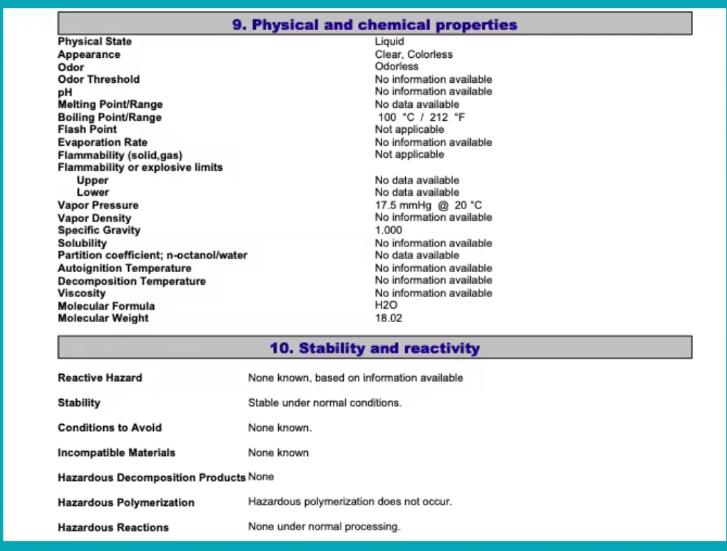 9. Physical and chemical properties
Physical State Liquid
Appearance Clear, Colorless
Odor Odorless
Odor Threshold No information available
pH No information available
Melting Point/Range No data available
Boiling Point/Range 100 °C / 212 °F
Flash Point Not applicable
Evaporation Rate No information available
Flammability (solid,gas) Not applicable
Flammability or explosive limits
Upper No data available
Lower No data available
Vapor Pressure 17.5 mmHg @ 20 °C
Vapor Density No information available
Specific Gravity 1.000
Solubility No information available
Partition coefficient; n-octanol/water No data available
Autoignition Temperature No information available
Decomposition Temperature No information available
Viscosity No information available
Molecular Formula H2O
Molecular Weight 18.02
10. Stability and reactivity
Reactive Hazard None known, based on information available
Stability Stable under normal conditions.
Conditions to Avoid None known.
Incompatible Materials None known
Hazardous Decomposition Products None
Hazardous Polymerization Hazardous polymerization does not occur.
Hazardous Reactions None under normal processing.